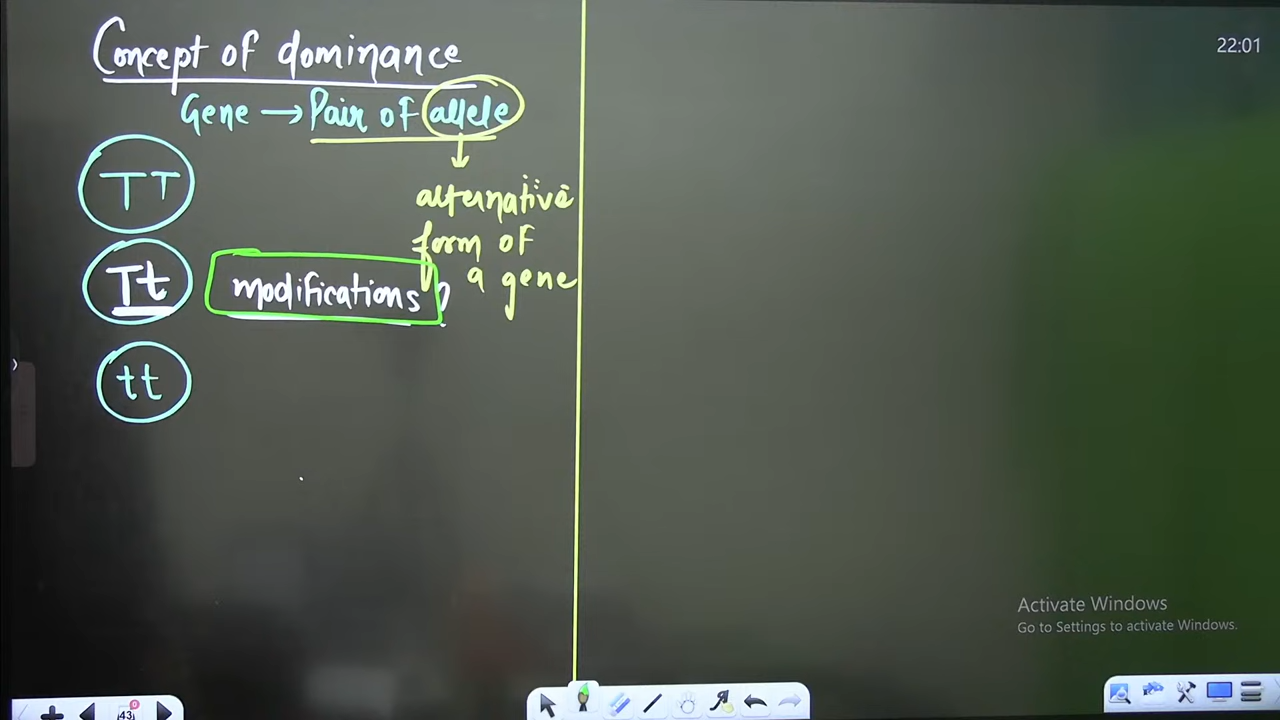 Concept of dominance
Gene → Pair of allele
alternative
form of
a gene
TT
Tt
modifications
tt
22:01
Activate Windows
Go to Settings to activate Windows.
43